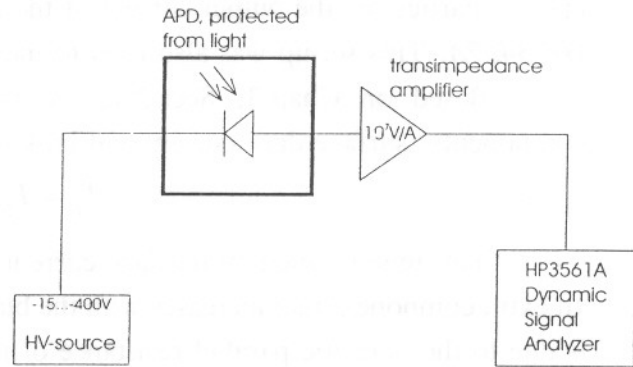 APD, protected
from light
transimpedance
amplifier
10⁷V/A
-15...-400V
HV-source
HP3561A
Dynamic
Signal
Analyzer